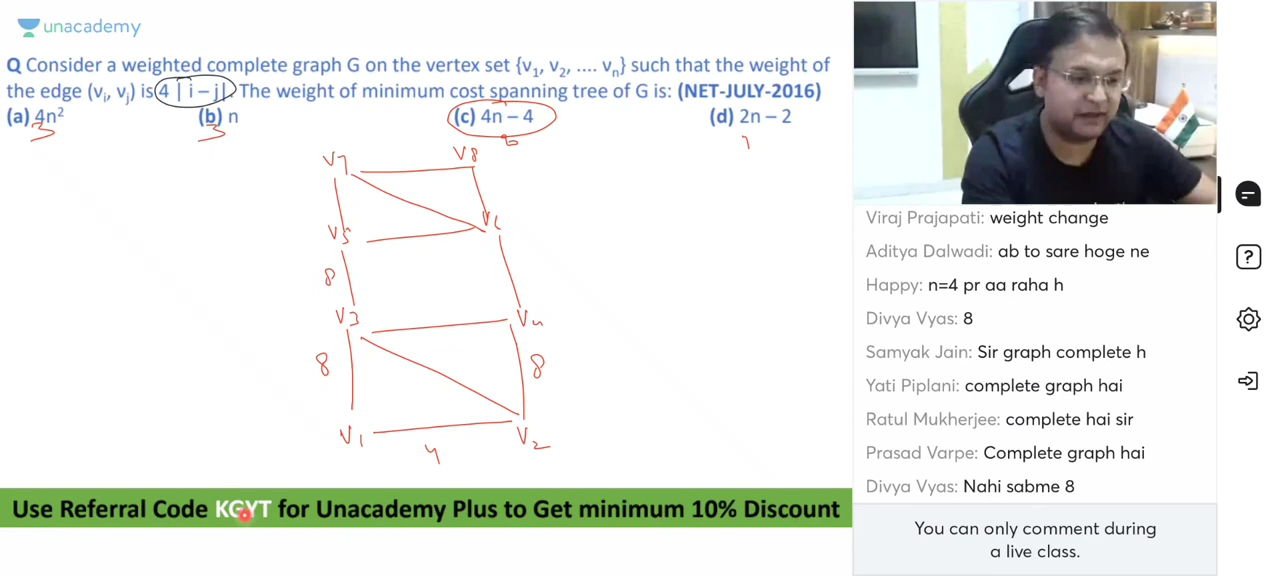 unacademy
Q Consider a weighted complete graph G on the vertex set {v₁, v₂, .... vₙ} such that the weight of
the edge (vᵢ, vⱼ) is 4 | i – j|. The weight of minimum cost spanning tree of G is: (NET-JULY-2016)
(a) 4n² (b) n (c) 4n – 4 (d) 2n – 2
3 3
V7 V8
V5
8
V3
8 8
V1 V2
4
Use Referral Code KGYT for Unacademy Plus to Get minimum 10% Discount
Viraj Prajapati: weight change
Aditya Dalwadi: ab to sare hoge ne
Happy: n=4 pr aa raha h
Divya Vyas: 8
Samyak Jain: Sir graph complete h
Yati Piplani: complete graph hai
Ratul Mukherjee: complete hai sir
Prasad Varpe: Complete graph hai
Divya Vyas: Nahi sabme 8
You can only comment during
a live class.